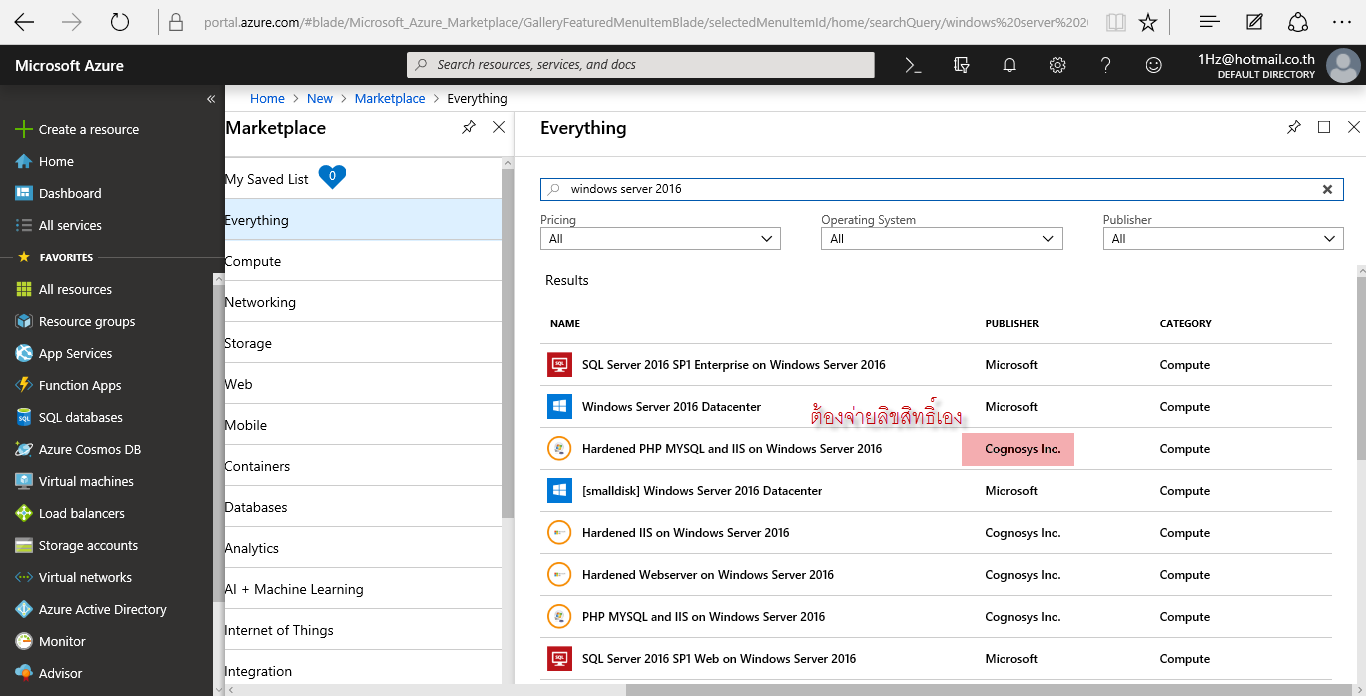 portal.azure.com/#blade/Microsoft_Azure_Marketplace/GalleryFeaturedMenuItemBlade/selectedMenuItemId/home/searchQuery/windows%20server%202
Microsoft Azure
Search resources, services, and docs
1Hz@hotmail.co.th
DEFAULT DIRECTORY
Create a resource
Home
Dashboard
All services
FAVORITES
All resources
Resource groups
App Services
Function Apps
SQL databases
Azure Cosmos DB
Virtual machines
Load balancers
Storage accounts
Virtual networks
Azure Active Directory
Monitor
Advisor
Home > New > Marketplace > Everything
Marketplace
My Saved List 0
Everything
Compute
Networking
Storage
Web
Mobile
Containers
Databases
Analytics
AI + Machine Learning
Internet of Things
Integration
Everything
windows server 2016
Pricing Operating System Publisher
All All All
Results
NAME PUBLISHER CATEGORY
SQL Server 2016 SP1 Enterprise on Windows Server 2016 Microsoft Compute
Windows Server 2016 Datacenter Microsoft Compute
ต้องจ่ายลิขสิทธิ์เอง
Hardened PHP MYSQL and IIS on Windows Server 2016 Cognosys Inc. Compute
[smalldisk] Windows Server 2016 Datacenter Microsoft Compute
Hardened IIS on Windows Server 2016 Cognosys Inc. Compute
Hardened Webserver on Windows Server 2016 Cognosys Inc. Compute
PHP MYSQL and IIS on Windows Server 2016 Cognosys Inc. Compute
SQL Server 2016 SP1 Web on Windows Server 2016 Microsoft Compute